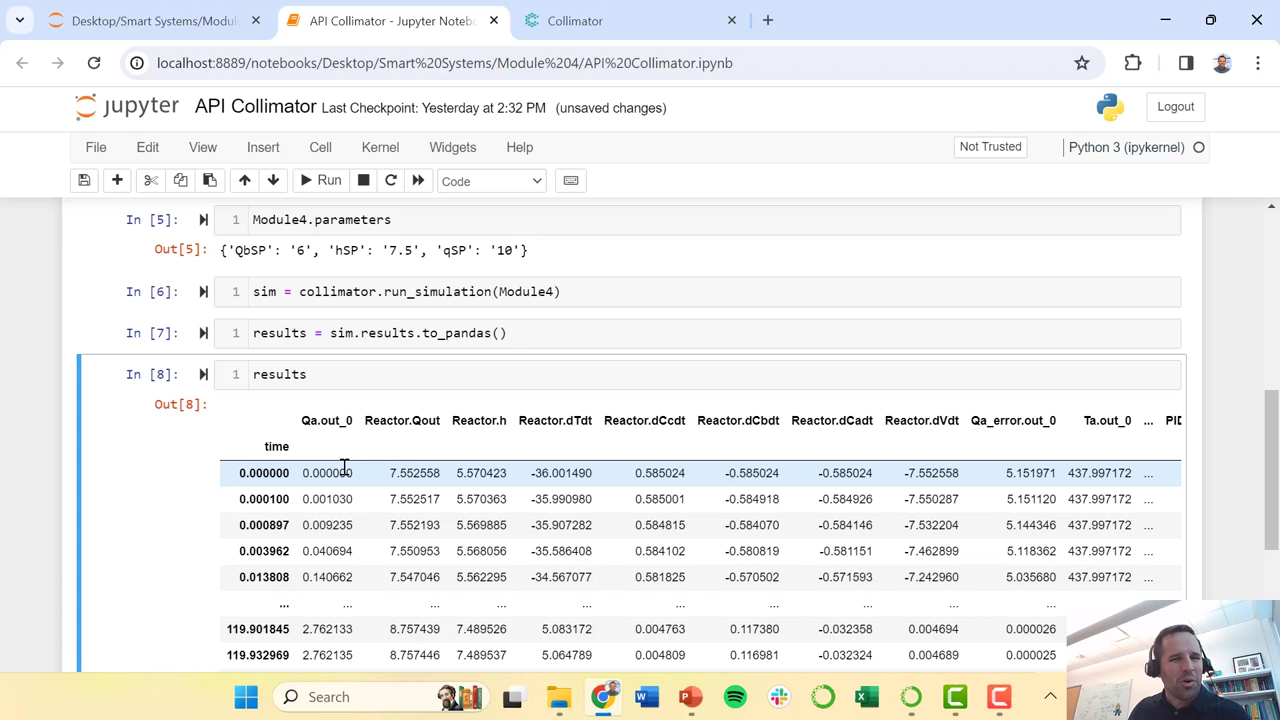 Desktop/Smart Systems/Modul
API Collimator - Jupyter Notebo
Collimator
localhost:8889/notebooks/Desktop/Smart%20Systems/Module%204/API%20Collimator.ipynb
jupyter API Collimator Last Checkpoint: Yesterday at 2:32 PM (unsaved changes)
Logout
File Edit View Insert Cell Kernel Widgets Help
Not Trusted
Python 3 (ipykernel)
Run
Code
In [5]: 1 Module4.parameters
Out[5]: {'QbSP': '6', 'hSP': '7.5', 'qSP': '10'}
In [6]: 1 sim = collimator.run_simulation(Module4)
In [7]: 1 results = sim.results.to_pandas()
In [8]: 1 results
Out[8]:
Qa.out_0 Reactor.Qout Reactor.h Reactor.dTdt Reactor.dCcdt Reactor.dCbdt Reactor.dCadt Reactor.dVdt Qa_error.out_0 Ta.out_0 ... PID
time
0.000000 0.000000 7.552558 5.570423 -36.001490 0.585024 -0.585024 -0.585024 -7.552558 5.151971 437.997172 ...
0.000100 0.001030 7.552517 5.570363 -35.990980 0.585001 -0.584918 -0.584926 -7.550287 5.151120 437.997172 ...
0.000897 0.009235 7.552193 5.569885 -35.907282 0.584815 -0.584070 -0.584146 -7.532204 5.144346 437.997172 ...
0.003962 0.040694 7.550953 5.568056 -35.586408 0.584102 -0.580819 -0.581151 -7.462899 5.118362 437.997172 ...
0.013808 0.140662 7.547046 5.562295 -34.567077 0.581825 -0.570502 -0.571593 -7.242960 5.035680 437.997172 ...
... ... ... ... ... ... ... ... ... ...
119.901845 2.762133 8.757439 7.489526 5.083172 0.004763 0.117380 -0.032358 0.004694 0.000026
119.932969 2.762135 8.757446 7.489537 5.064789 0.004809 0.116981 -0.032324 0.004689 0.000025
Search